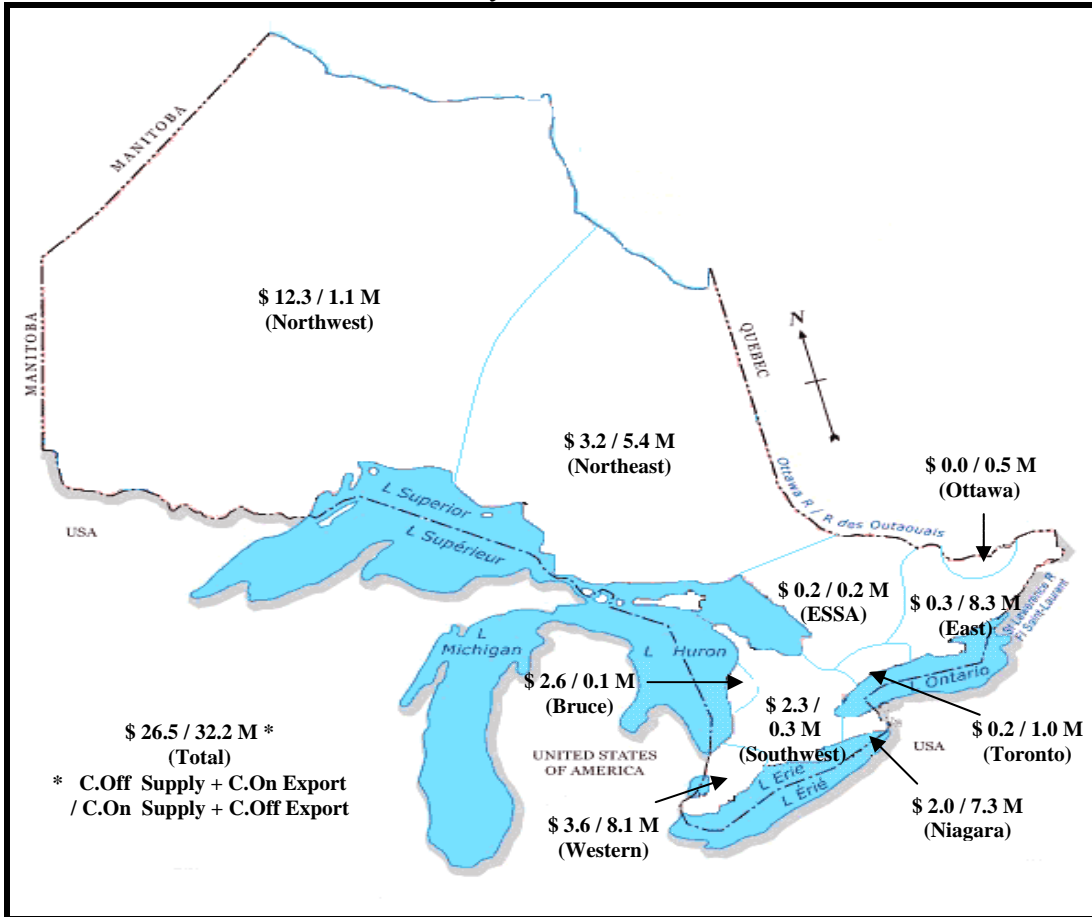 MANITOBA
MANITOBA
$ 12.3 / 1.1 M
(Northwest)
QUEBEC
N
$ 3.2 / 5.4 M
(Northeast)
Ottawa R / R des Outaouais
$ 0.0 / 0.5 M
(Ottawa)
USA
L Superior
L Supérieur
$ 0.2 / 0.2 M
(ESSA)
$ 0.3 / 8.3 M
(East)
St Lawerence R
Fl Saint-Laurent
L
Michigan
L Huron
L Ontario
$ 2.6 / 0.1 M
(Bruce)
$ 2.3 /
0.3 M
(Southwest)
$ 0.2 / 1.0 M
(Toronto)
USA
$ 26.5 / 32.2 M *
(Total)
* C.Off Supply + C.On Export
/ C.On Supply + C.Off Export
UNITED STATES
OF AMERICA
L Erie
L Érié
$ 3.6 / 8.1 M
(Western)
$ 2.0 / 7.3 M
(Niagara)